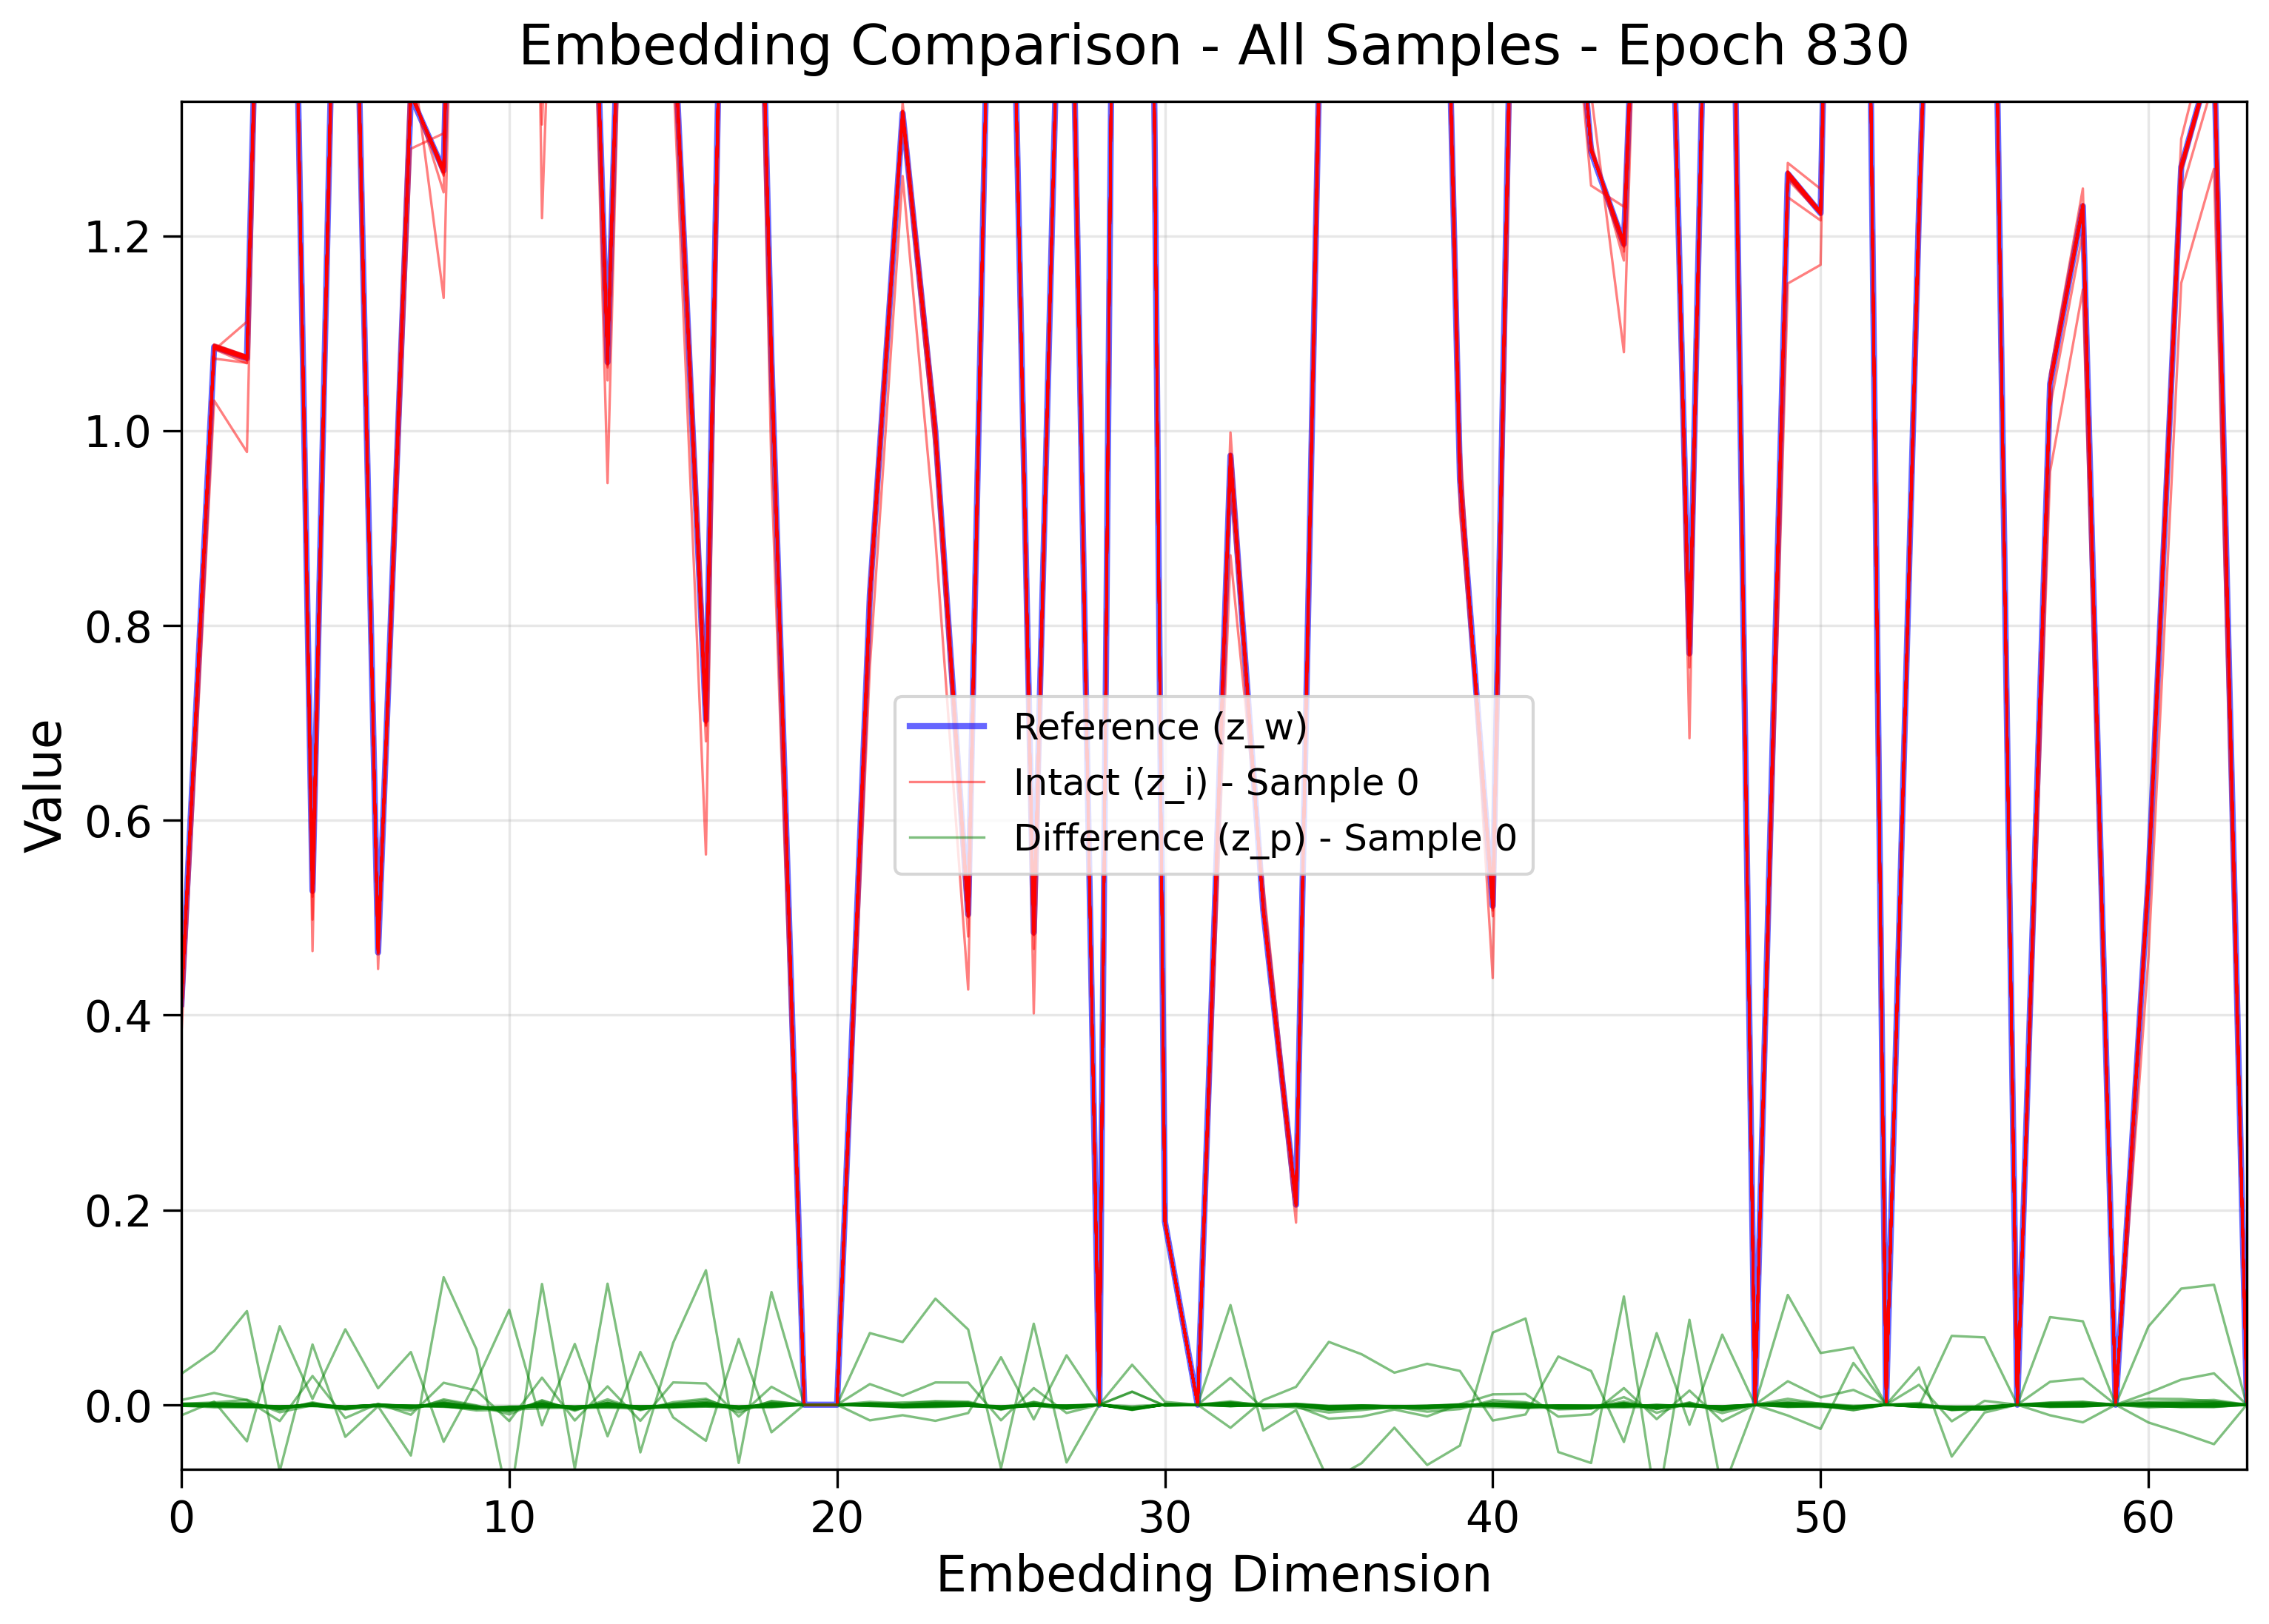 Embedding Comparison - All Samples - Epoch 830
Value
1.2
1.0
0.8
0.6
0.4
0.2
0.0
Reference (z_w)
Intact (z_i) - Sample 0
Difference (z_p) - Sample 0
0 10 20 30 40 50 60
Embedding Dimension